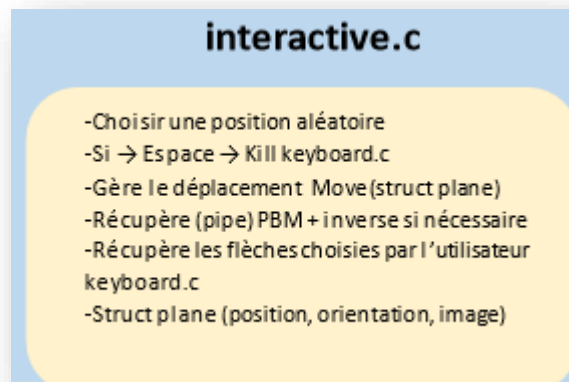 interactive.c
-Choisir une position aléatoire
-Si → Espace → Kill keyboard.c
-Gère le déplacement Move(struct plane)
-Récupère (pipe) PBM + inverse si nécessaire
-Récupère les flèches choisies par l'utilisateur
keyboard.c
-Struct plane (position, orientation, image)